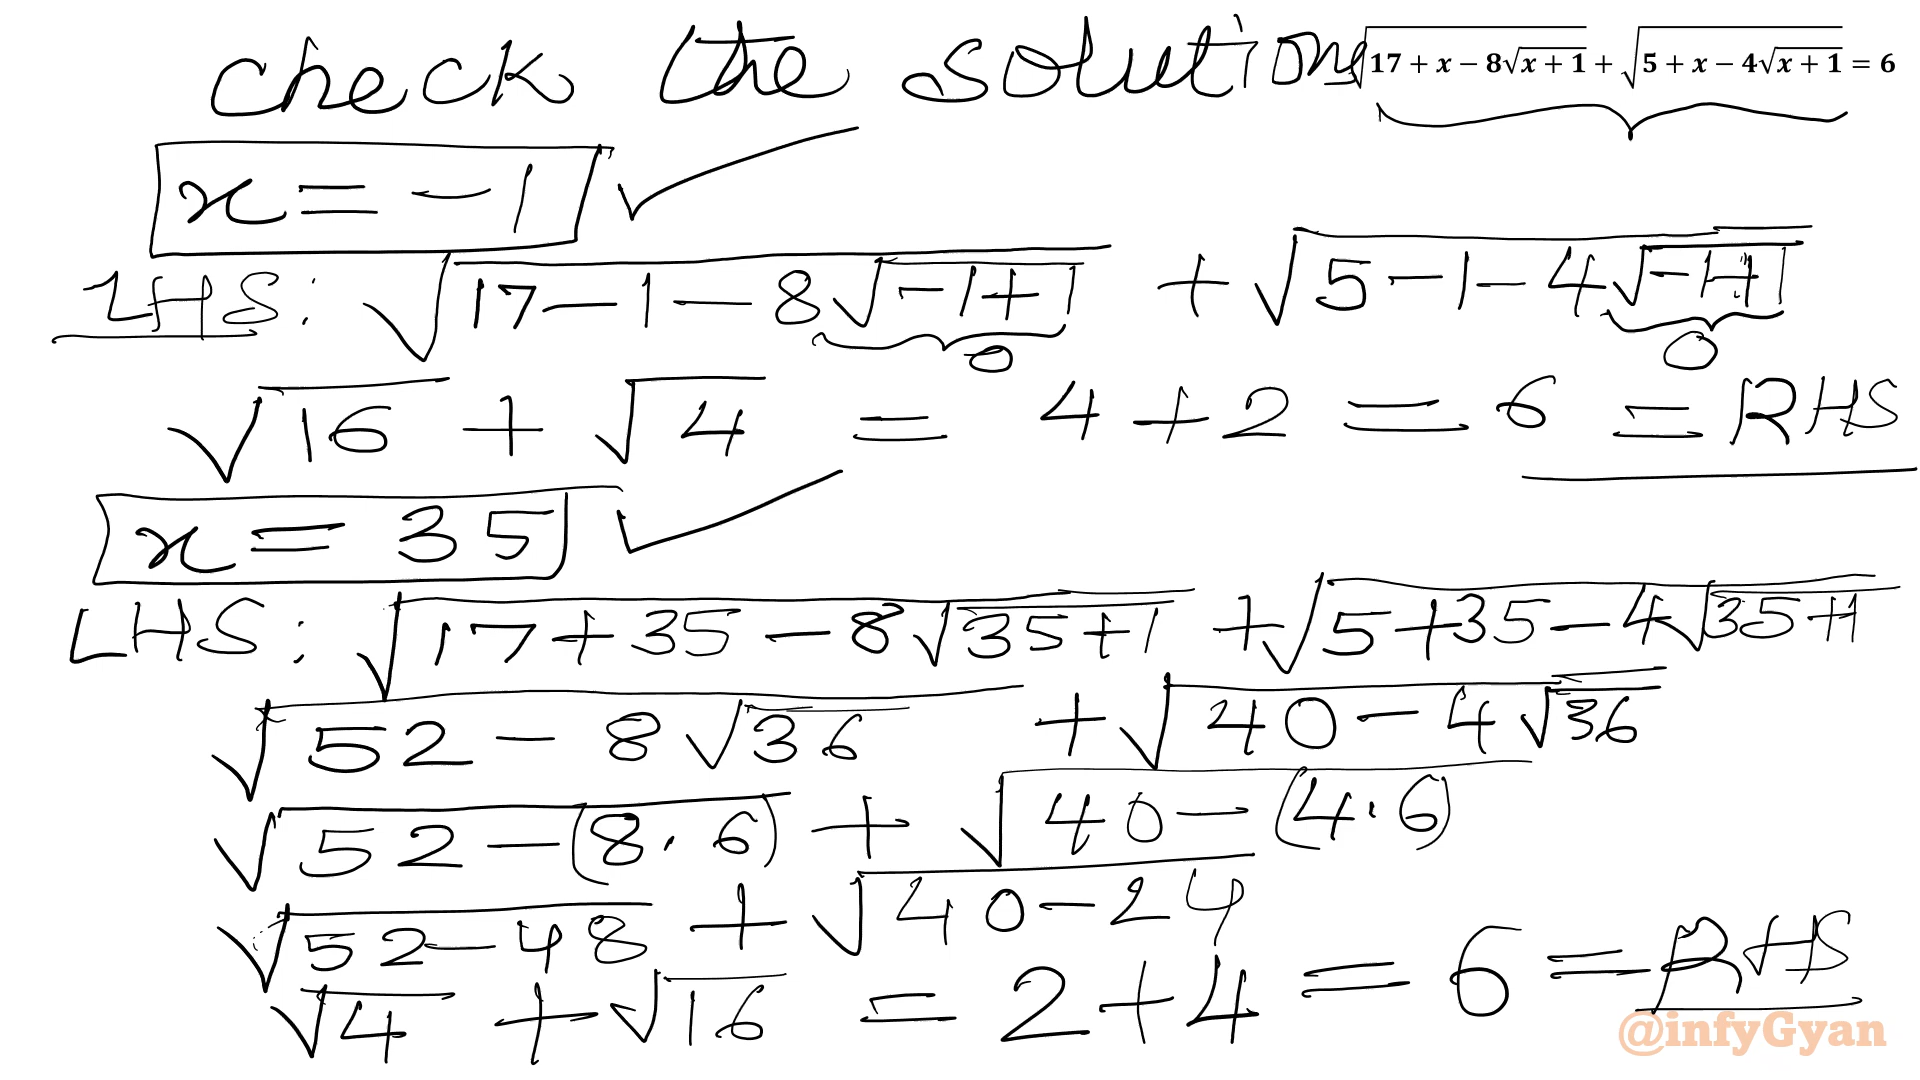 check the solutions √(17 + x − 8√(x + 1)) + √(5 + x − 4√(x + 1)) = 6
x = −1 ✓
LHS: √(17−1−8√(−1+1)) + √(5−1−4√(−1+1))
0 0
√16 + √4 = 4+2 = 6 = RHS
x = 35 ✓
LHS: √(17+35−8√(35+1)) + √(5+35−4√(35+1))
√(52−8√36) + √(40−4√36)
√(52−(8·6)) + √(40−(4·6))
√(52−48) + √(40−24)
√4 + √16 = 2+4 = 6 = RHS
@infyGyan